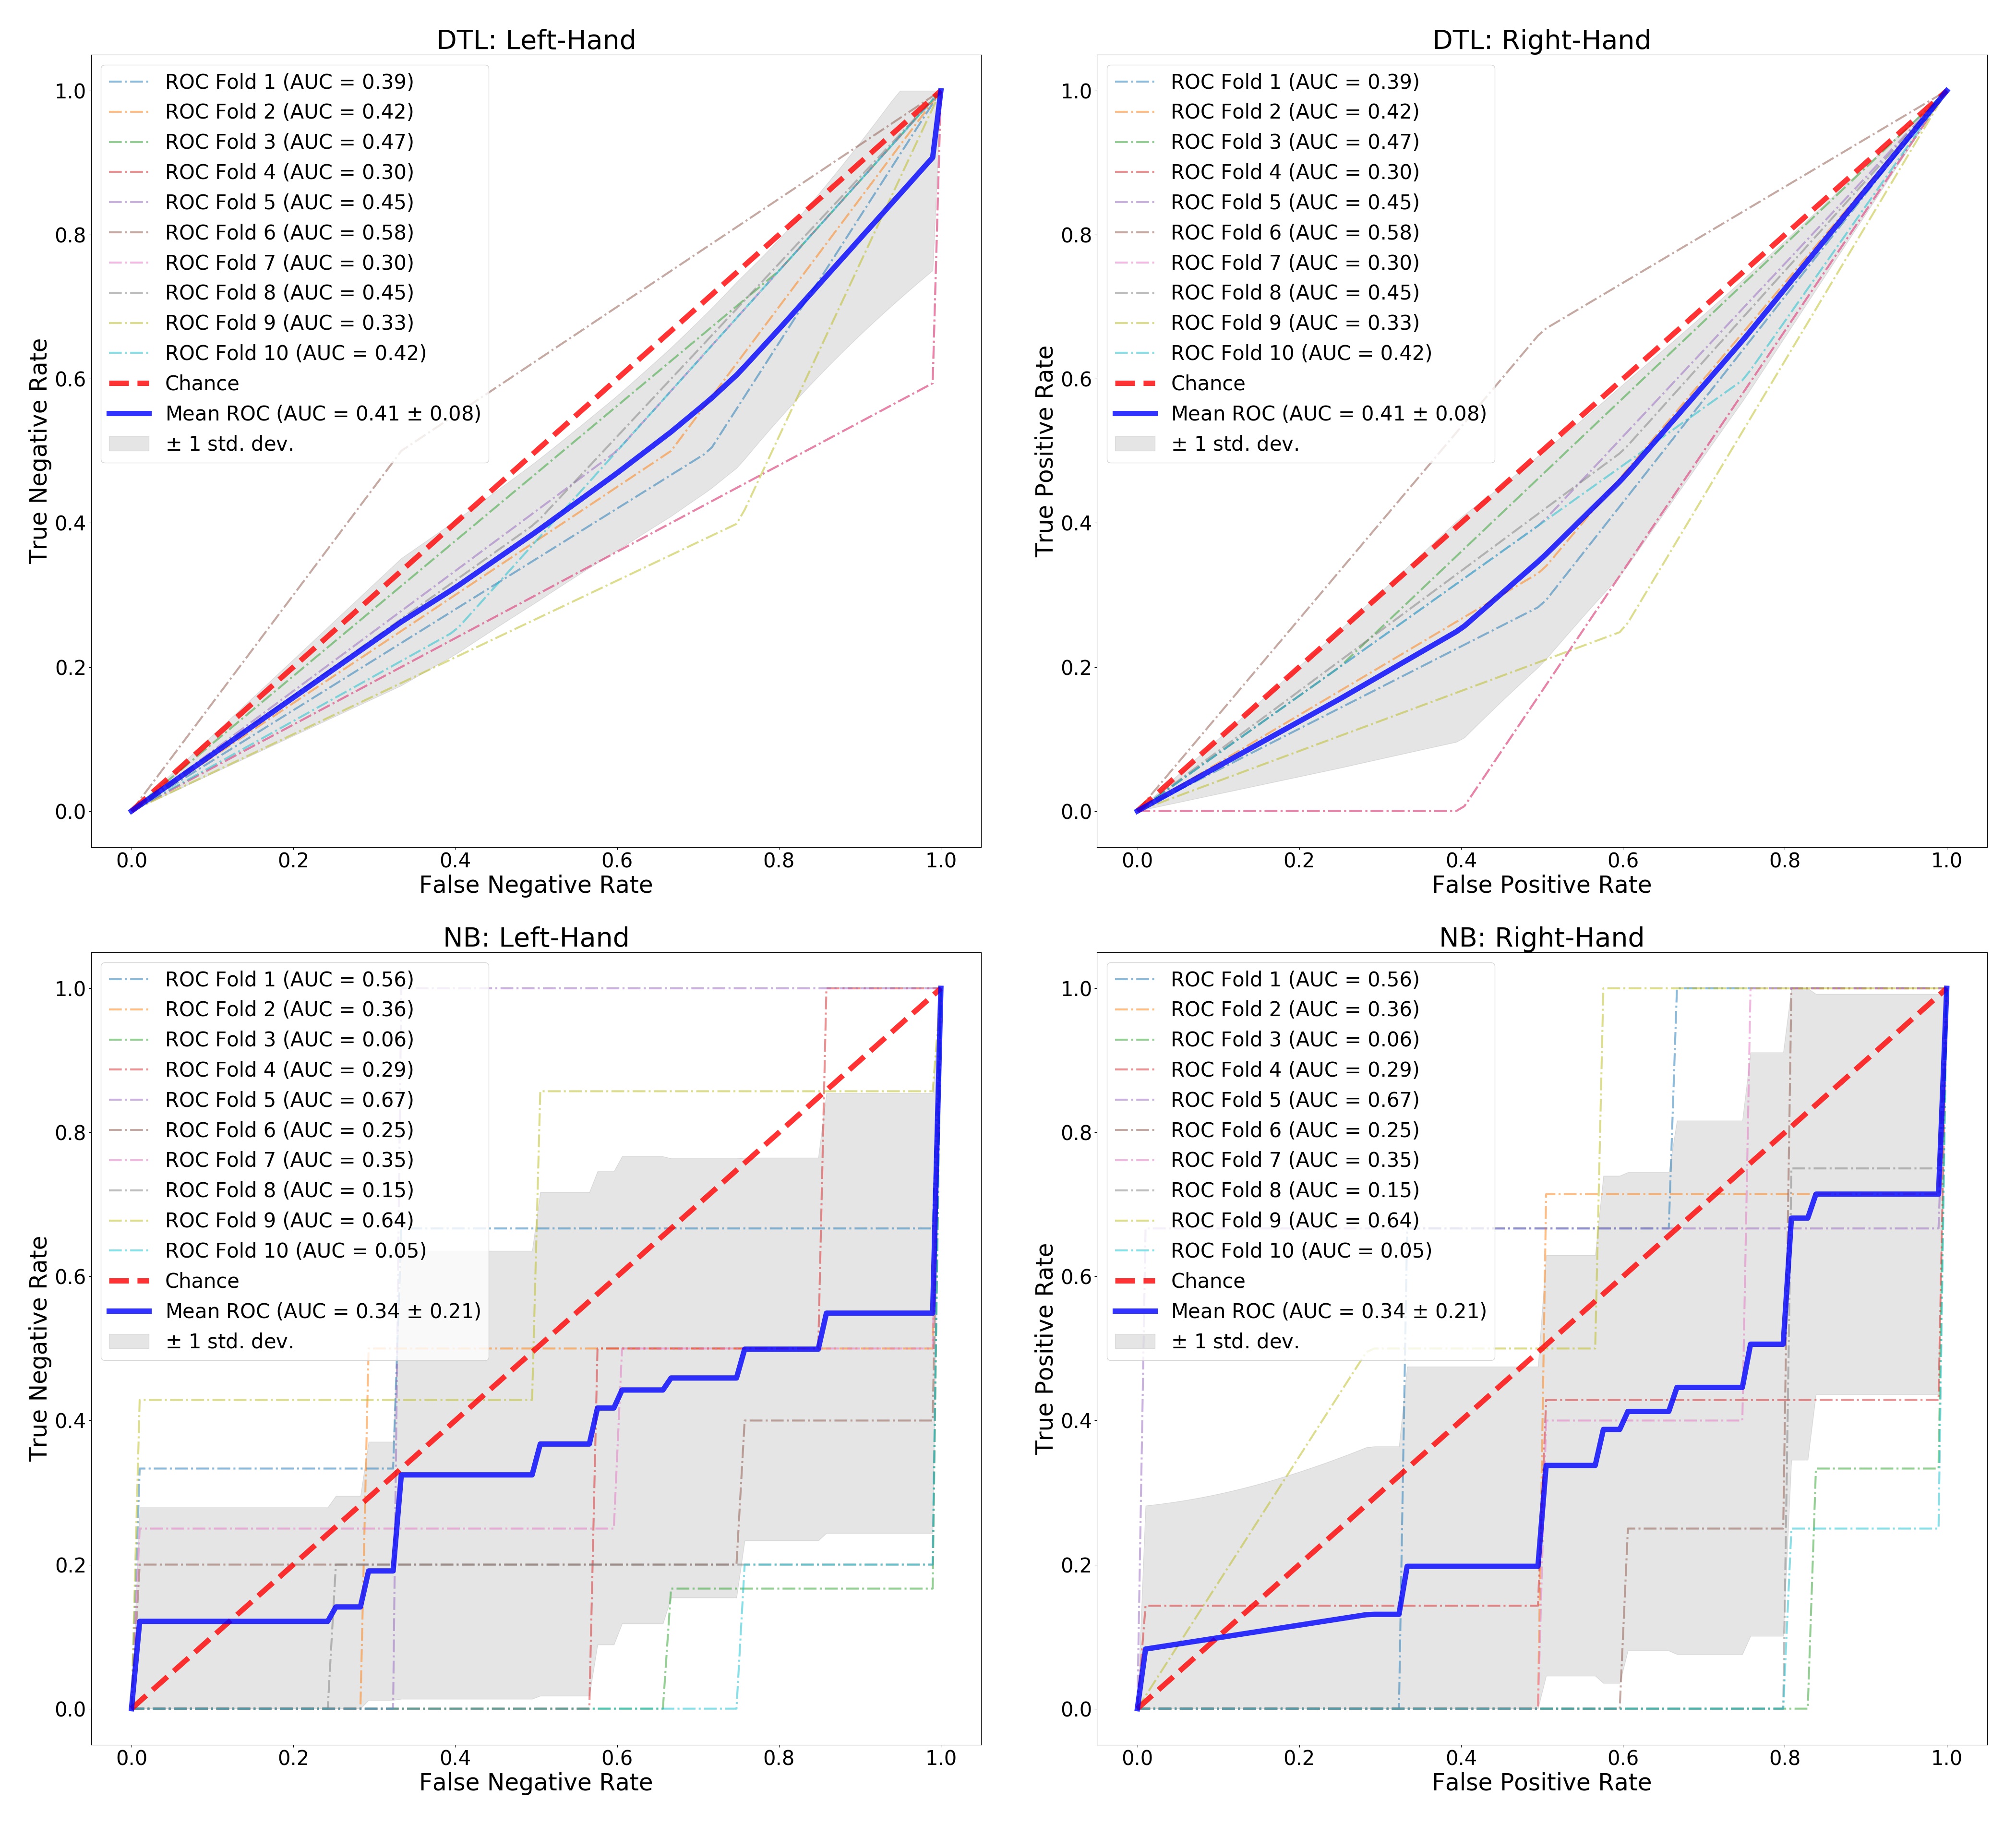 DTL: Left-Hand
True Negative Rate
1.0
0.8
0.6
0.4
0.2
0.0
ROC Fold 1 (AUC = 0.39)
ROC Fold 2 (AUC = 0.42)
ROC Fold 3 (AUC = 0.47)
ROC Fold 4 (AUC = 0.30)
ROC Fold 5 (AUC = 0.45)
ROC Fold 6 (AUC = 0.58)
ROC Fold 7 (AUC = 0.30)
ROC Fold 8 (AUC = 0.45)
ROC Fold 9 (AUC = 0.33)
ROC Fold 10 (AUC = 0.42)
Chance
Mean ROC (AUC = 0.41 ± 0.08)
± 1 std. dev.
0.0 0.2 0.4 0.6 0.8 1.0
False Negative Rate
DTL: Right-Hand
True Positive Rate
1.0
0.8
0.6
0.4
0.2
0.0
ROC Fold 1 (AUC = 0.39)
ROC Fold 2 (AUC = 0.42)
ROC Fold 3 (AUC = 0.47)
ROC Fold 4 (AUC = 0.30)
ROC Fold 5 (AUC = 0.45)
ROC Fold 6 (AUC = 0.58)
ROC Fold 7 (AUC = 0.30)
ROC Fold 8 (AUC = 0.45)
ROC Fold 9 (AUC = 0.33)
ROC Fold 10 (AUC = 0.42)
Chance
Mean ROC (AUC = 0.41 ± 0.08)
± 1 std. dev.
0.0 0.2 0.4 0.6 0.8 1.0
False Positive Rate
NB: Left-Hand
True Negative Rate
1.0
0.8
0.6
0.4
0.2
0.0
ROC Fold 1 (AUC = 0.56)
ROC Fold 2 (AUC = 0.36)
ROC Fold 3 (AUC = 0.06)
ROC Fold 4 (AUC = 0.29)
ROC Fold 5 (AUC = 0.67)
ROC Fold 6 (AUC = 0.25)
ROC Fold 7 (AUC = 0.35)
ROC Fold 8 (AUC = 0.15)
ROC Fold 9 (AUC = 0.64)
ROC Fold 10 (AUC = 0.05)
Chance
Mean ROC (AUC = 0.34 ± 0.21)
± 1 std. dev.
0.0 0.2 0.4 0.6 0.8 1.0
False Negative Rate
NB: Right-Hand
True Positive Rate
1.0
0.8
0.6
0.4
0.2
0.0
ROC Fold 1 (AUC = 0.56)
ROC Fold 2 (AUC = 0.36)
ROC Fold 3 (AUC = 0.06)
ROC Fold 4 (AUC = 0.29)
ROC Fold 5 (AUC = 0.67)
ROC Fold 6 (AUC = 0.25)
ROC Fold 7 (AUC = 0.35)
ROC Fold 8 (AUC = 0.15)
ROC Fold 9 (AUC = 0.64)
ROC Fold 10 (AUC = 0.05)
Chance
Mean ROC (AUC = 0.34 ± 0.21)
± 1 std. dev.
0.0 0.2 0.4 0.6 0.8 1.0
False Positive Rate